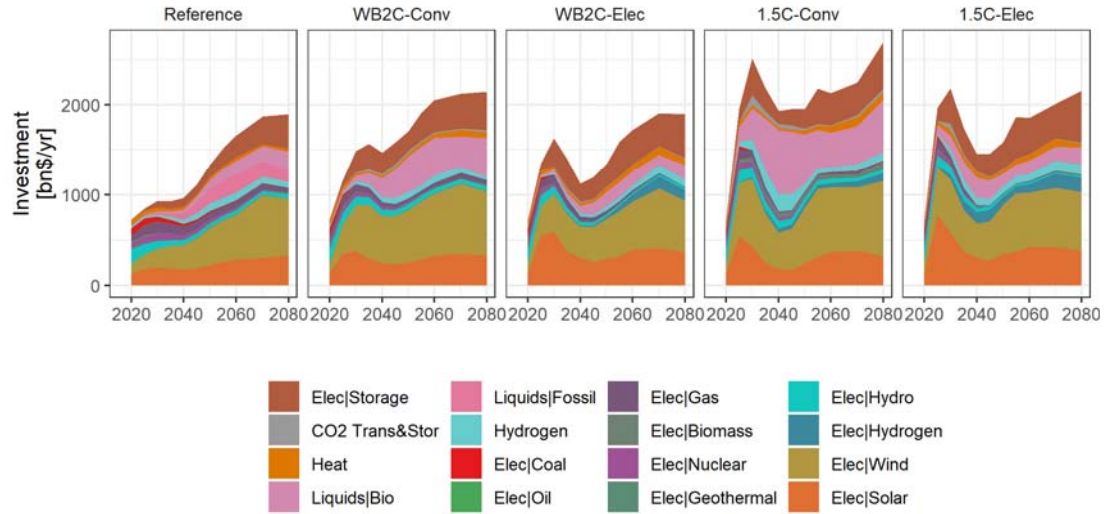 Reference WB2C-Conv WB2C-Elec 1.5C-Conv 1.5C-Elec
Investment
[bn$/yr]
2000
1000
0
2020 2040 2060 2080 2020 2040 2060 2080 2020 2040 2060 2080 2020 2040 2060 2080 2020 2040 2060 2080
Elec|Storage Liquids|Fossil Elec|Gas Elec|Hydro
CO2 Trans&Stor Hydrogen Elec|Biomass Elec|Hydrogen
Heat Elec|Coal Elec|Nuclear Elec|Wind
Liquids|Bio Elec|Oil Elec|Geothermal Elec|Solar